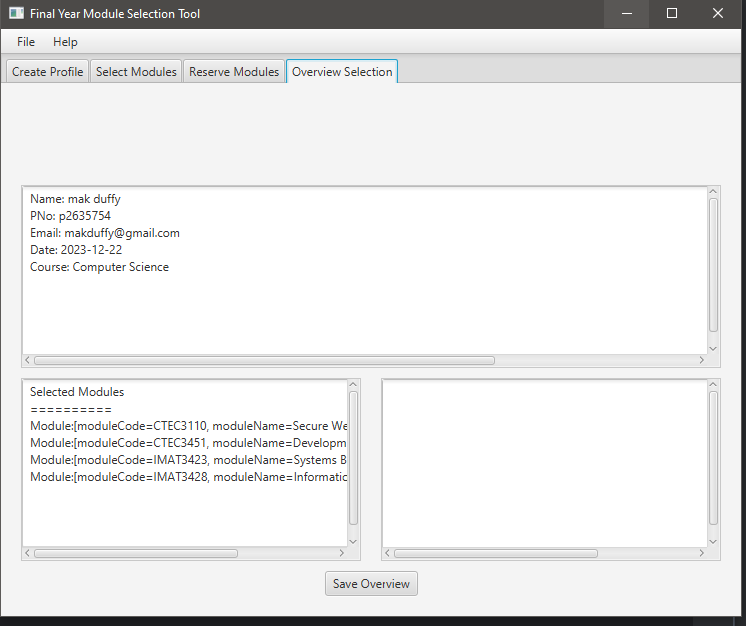 Final Year Module Selection Tool
File Help
Create Profile Select Modules Reserve Modules Overview Selection
Name: mak duffy
PNo: p2635754
Email: makduffy@gmail.com
Date: 2023-12-22
Course: Computer Science
Selected Modules
==========
Module:[moduleCode=CTEC3110, moduleName=Secure We
Module:[moduleCode=CTEC3451, moduleName=Developm
Module:[moduleCode=IMAT3423, moduleName=Systems B
Module:[moduleCode=IMAT3428, moduleName=Informatic
Save Overview